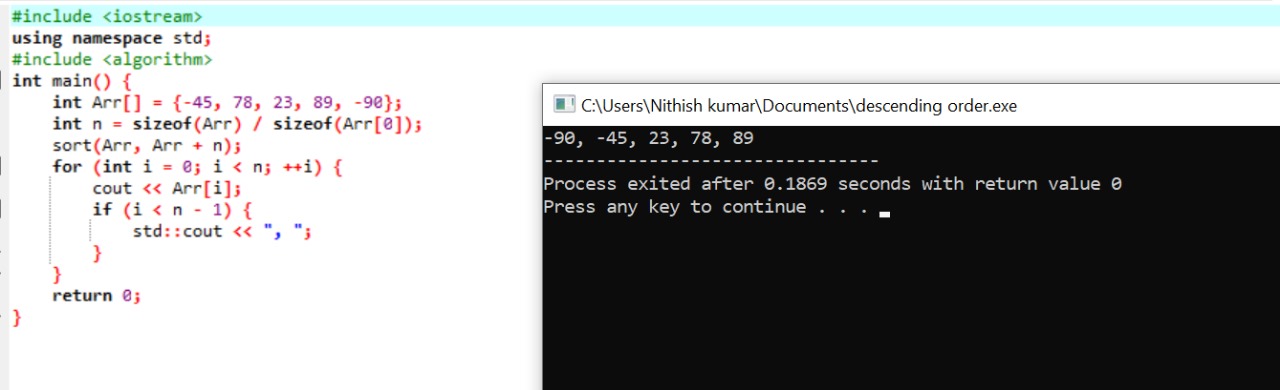 #include <iostream>
using namespace std;
#include <algorithm>
int main() {
    int Arr[] = {-45, 78, 23, 89, -90};
    int n = sizeof(Arr) / sizeof(Arr[0]);
    sort(Arr, Arr + n);
    for (int i = 0; i < n; ++i) {
        cout << Arr[i];
        if (i < n - 1) {
            std::cout << ", ";
        }
    }
    return 0;
}
C:\Users\Nithish kumar\Documents\descending order.exe
-90, -45, 23, 78, 89
--------------------------------
Process exited after 0.1869 seconds with return value 0
Press any key to continue . . .